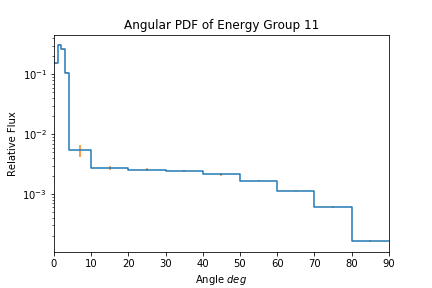 Angular PDF of Energy Group 11
Relative Flux
10⁻¹
10⁻²
10⁻³
0 10 20 30 40 50 60 70 80 90
Angle deg